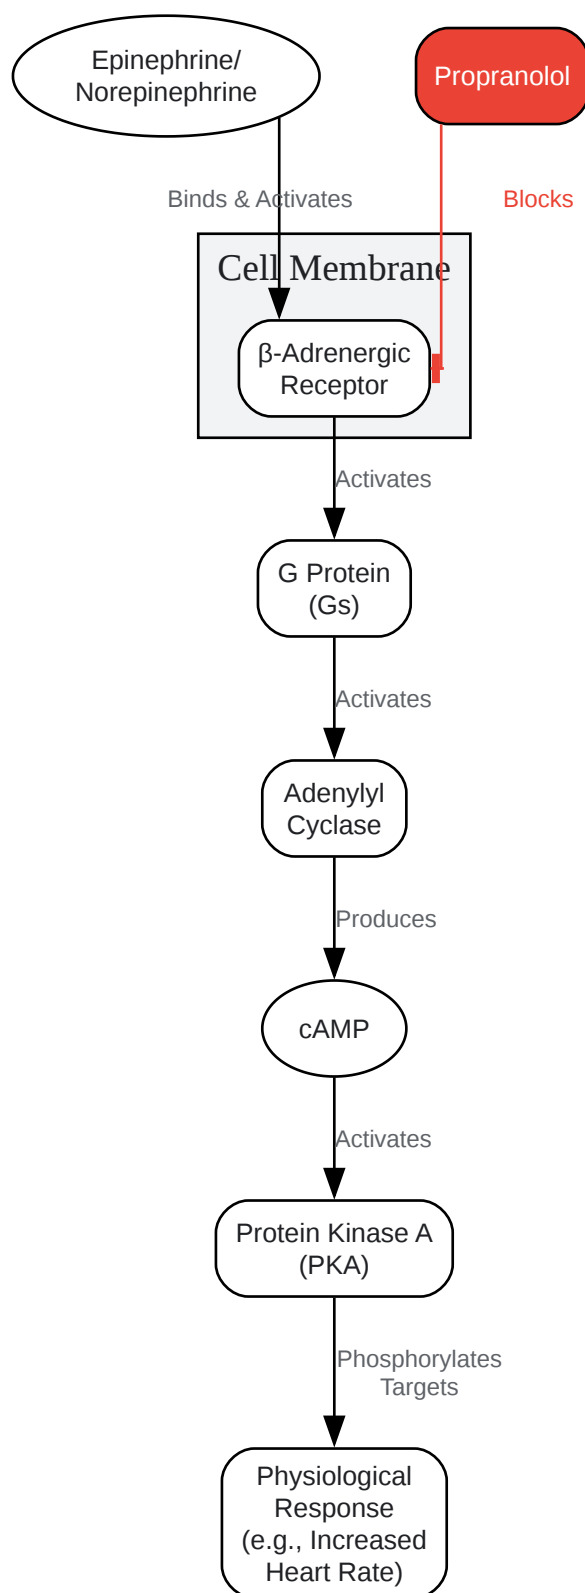 Epinephrine/
Norepinephrine
Propranolol
Binds & Activates
Blocks
Cell Membrane
β-Adrenergic
Receptor
Activates
G Protein
(Gs)
Activates
Adenylyl
Cyclase
Produces
cAMP
Activates
Protein Kinase A
(PKA)
Phosphorylates
Targets
Physiological
Response
(e.g., Increased
Heart Rate)